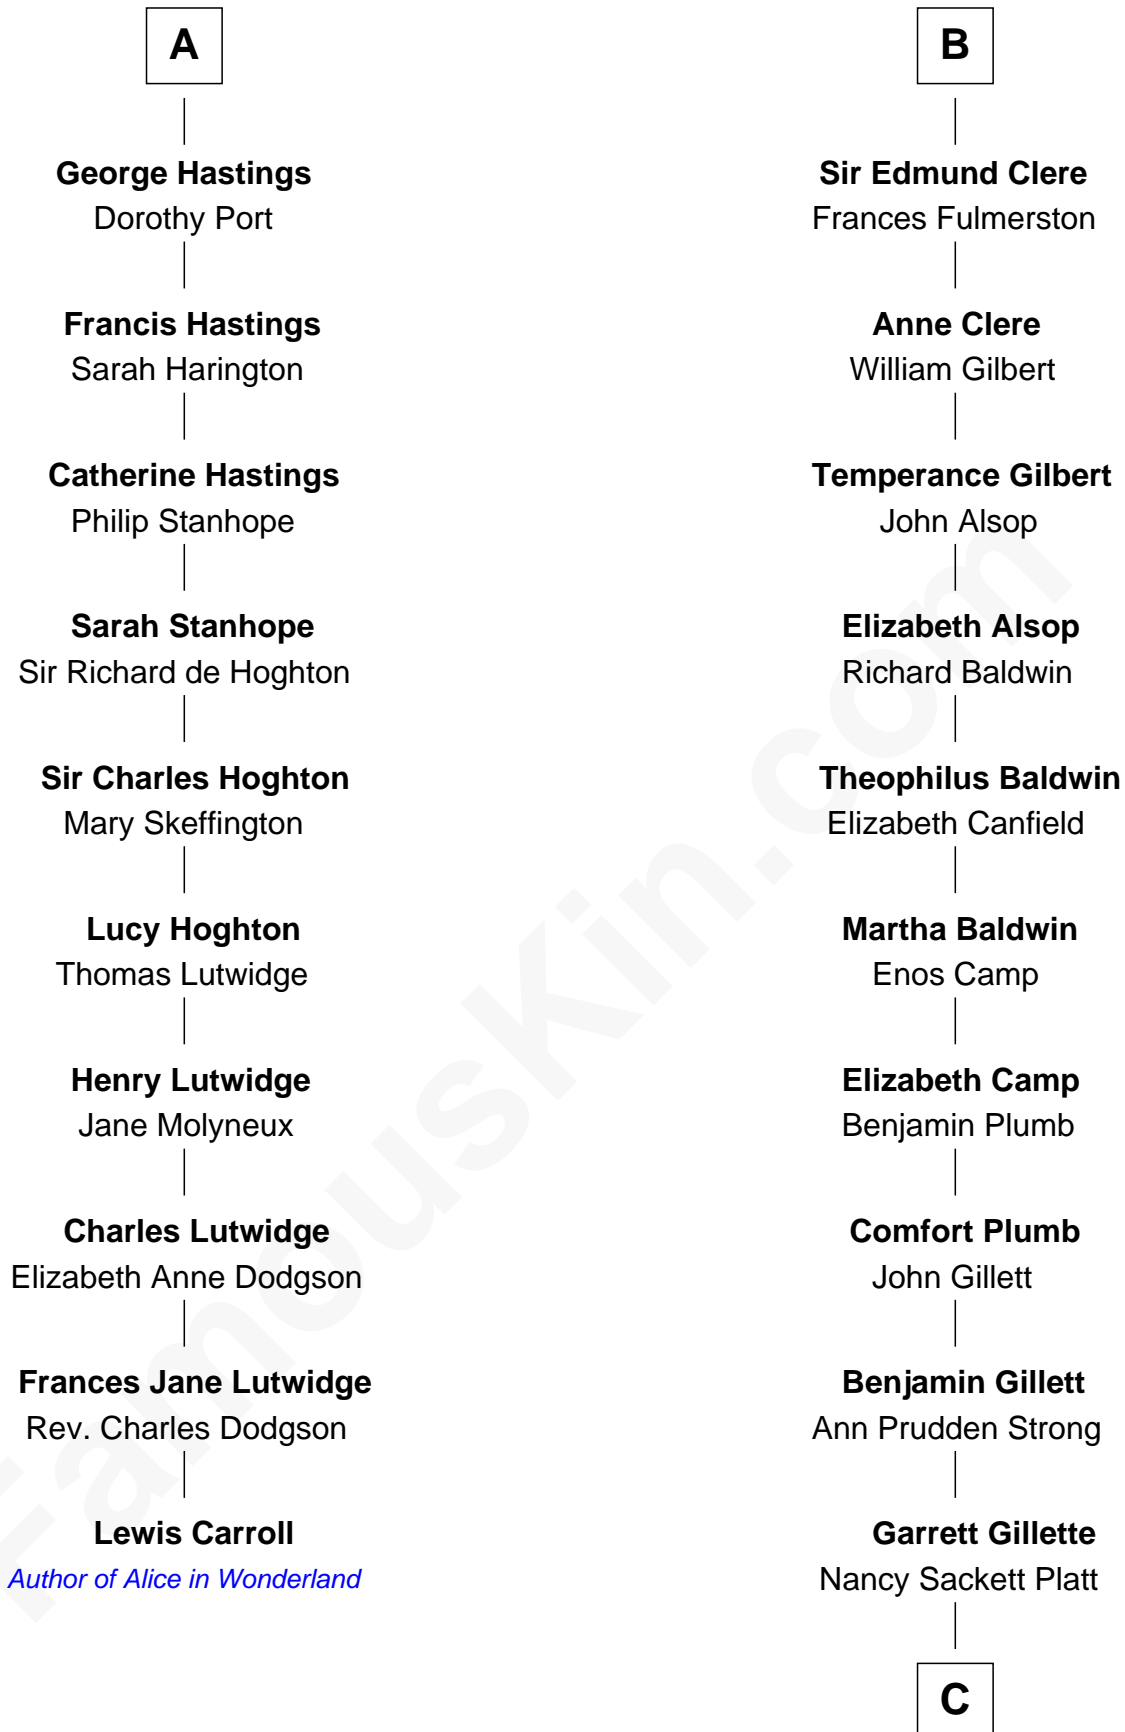 A
George Hastings
Dorothy Port
Francis Hastings
Sarah Harington
Catherine Hastings
Philip Stanhope
Sarah Stanhope
Sir Richard de Hoghton
Sir Charles Hoghton
Mary Skeffington
Lucy Hoghton
Thomas Lutwidge
Henry Lutwidge
Jane Molyneux
Charles Lutwidge
Elizabeth Anne Dodgson
Frances Jane Lutwidge
Rev. Charles Dodgson
Lewis Carroll
Author of Alice in Wonderland
B
Sir Edmund Clere
Frances Fulmerston
Anne Clere
William Gilbert
Temperance Gilbert
John Alsop
Elizabeth Alsop
Richard Baldwin
Theophilus Baldwin
Elizabeth Canfield
Martha Baldwin
Enos Camp
Elizabeth Camp
Benjamin Plumb
Comfort Plumb
John Gillett
Benjamin Gillett
Ann Prudden Strong
Garrett Gillette
Nancy Sackett Platt
C
FamousKin.com